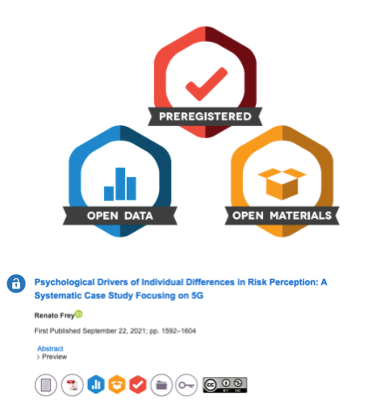 PREREGISTERED
OPEN DATA
OPEN MATERIALS
Psychological Drivers of Individual Differences in Risk Perception: A
Systematic Case Study Focusing on 5G
Renato Frey
First Published September 22, 2021; pp. 1592–1604
Abstract
> Preview